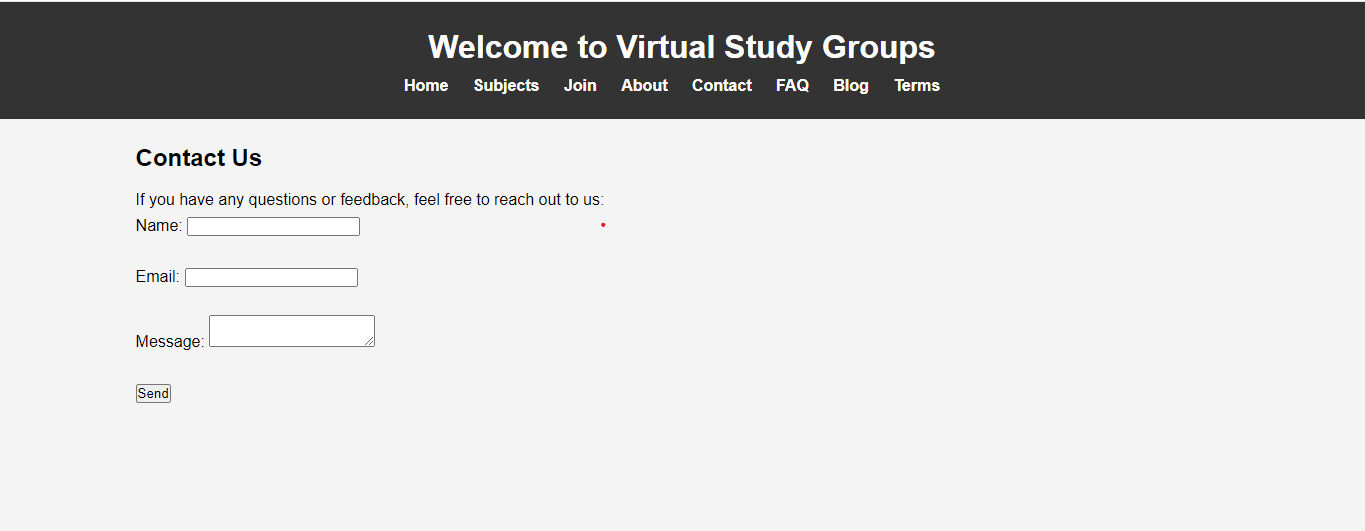 Welcome to Virtual Study Groups
Home Subjects Join About Contact FAQ Blog Terms
Contact Us
If you have any questions or feedback, feel free to reach out to us:
Name:
Email:
Message:
Send